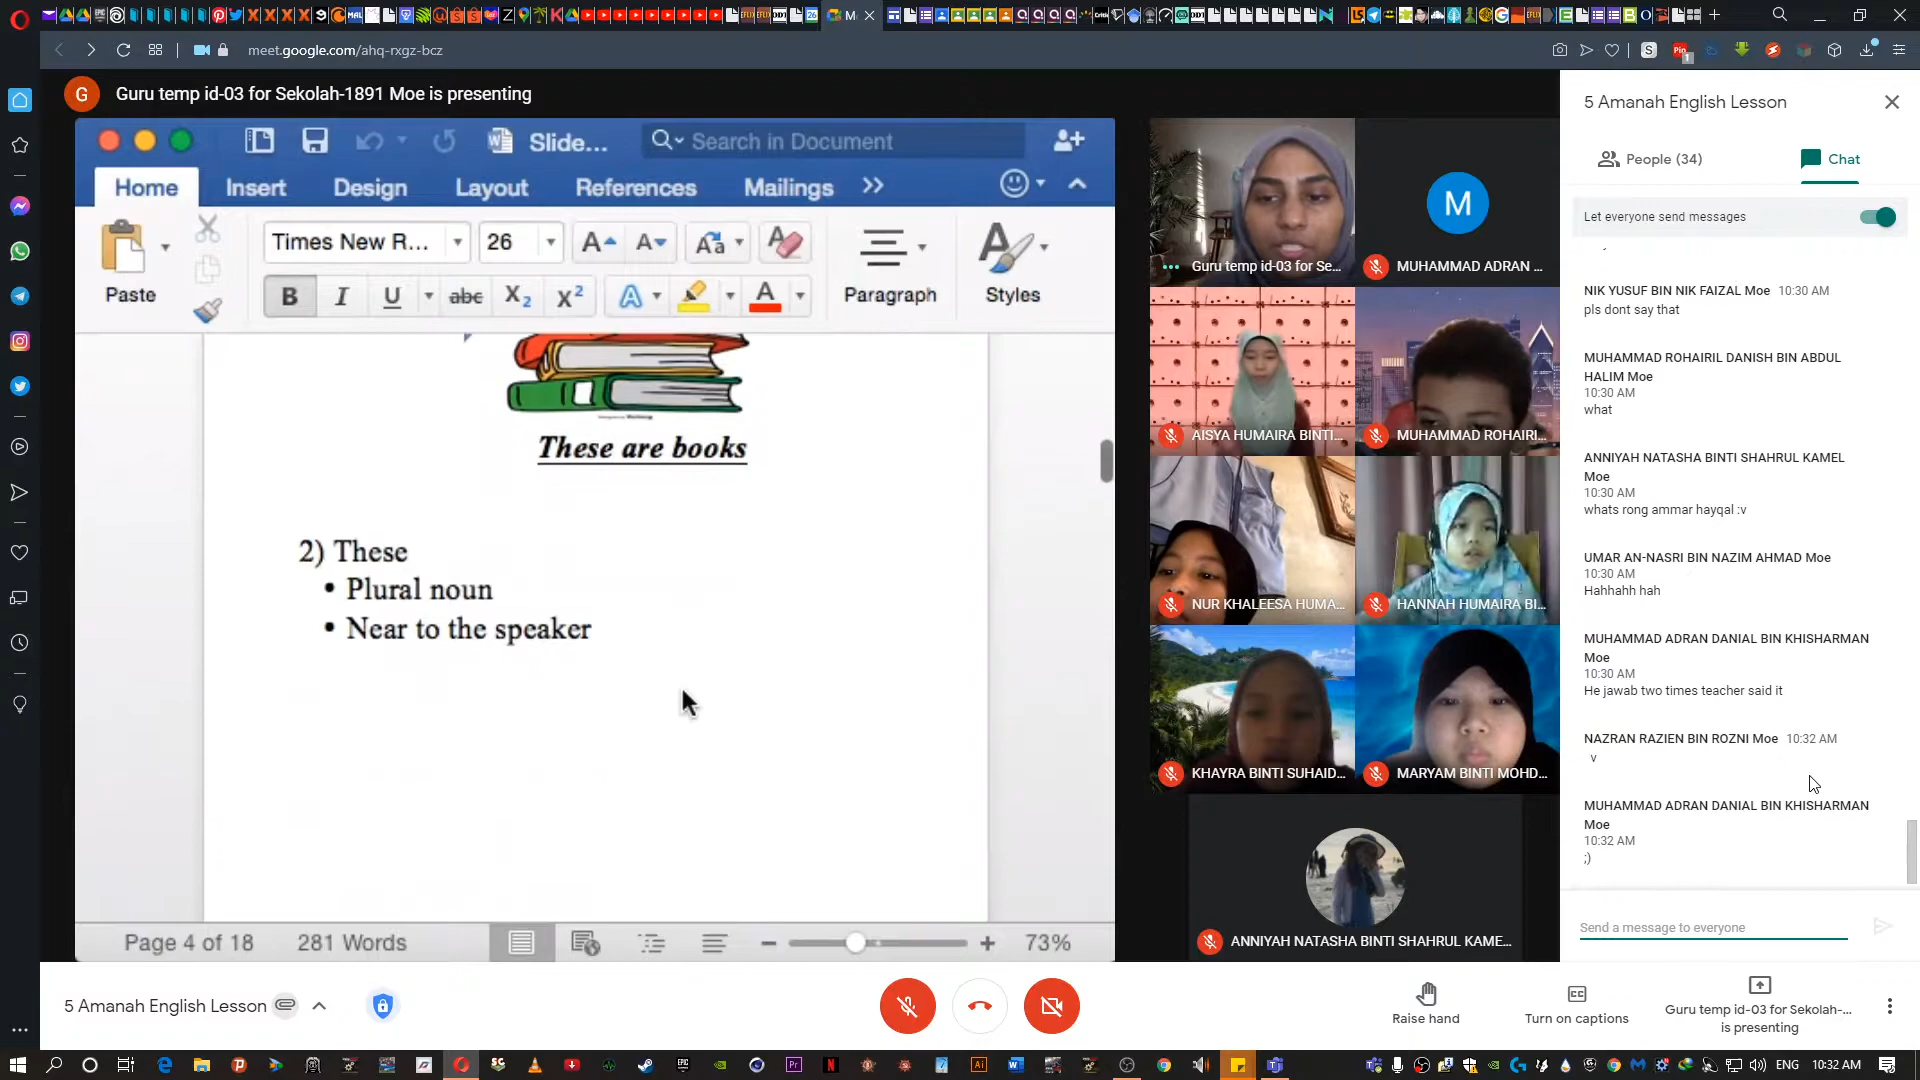 meet.google.com/ahq-rxgz-bcz
G
Guru temp id-03 for Sekolah-1891 Moe is presenting
Slide...
Search in Document
Home
Insert
Design
Layout
References
Mailings
Paste
Times New R...
26
B
I
U
abc
X₂
X²
A
A
Paragraph
Styles
These are books
2) These
• Plural noun
• Near to the speaker
Page 4 of 18
281 Words
73%
Guru temp id-03 for Se...
M
MUHAMMAD ADRAN ...
AISYA HUMAIRA BINTI...
MUHAMMAD ROHAIRI...
NUR KHALEESA HUMA...
HANNAH HUMAIRA BI...
KHAYRA BINTI SUHAID...
MARYAM BINTI MOHD...
ANNIYAH NATASHA BINTI SHAHRUL KAME...
5 Amanah English Lesson
People (34)
Chat
Let everyone send messages
NIK YUSUF BIN NIK FAIZAL Moe 10:30 AM
pls dont say that
MUHAMMAD ROHAIRIL DANISH BIN ABDUL
HALIM Moe
10:30 AM
what
ANNIYAH NATASHA BINTI SHAHRUL KAMEL
Moe
10:30 AM
whats rong ammar hayqal :v
UMAR AN-NASRI BIN NAZIM AHMAD Moe
10:30 AM
Hahhahh hah
MUHAMMAD ADRAN DANIAL BIN KHISHARMAN
Moe
10:30 AM
He jawab two times teacher said it
NAZRAN RAZIEN BIN ROZNI Moe 10:32 AM
v
MUHAMMAD ADRAN DANIAL BIN KHISHARMAN
Moe
10:32 AM
;)
Send a message to everyone
5 Amanah English Lesson
Raise hand
Turn on captions
Guru temp id-03 for Sekolah-...
is presenting
ENG
10:32 AM